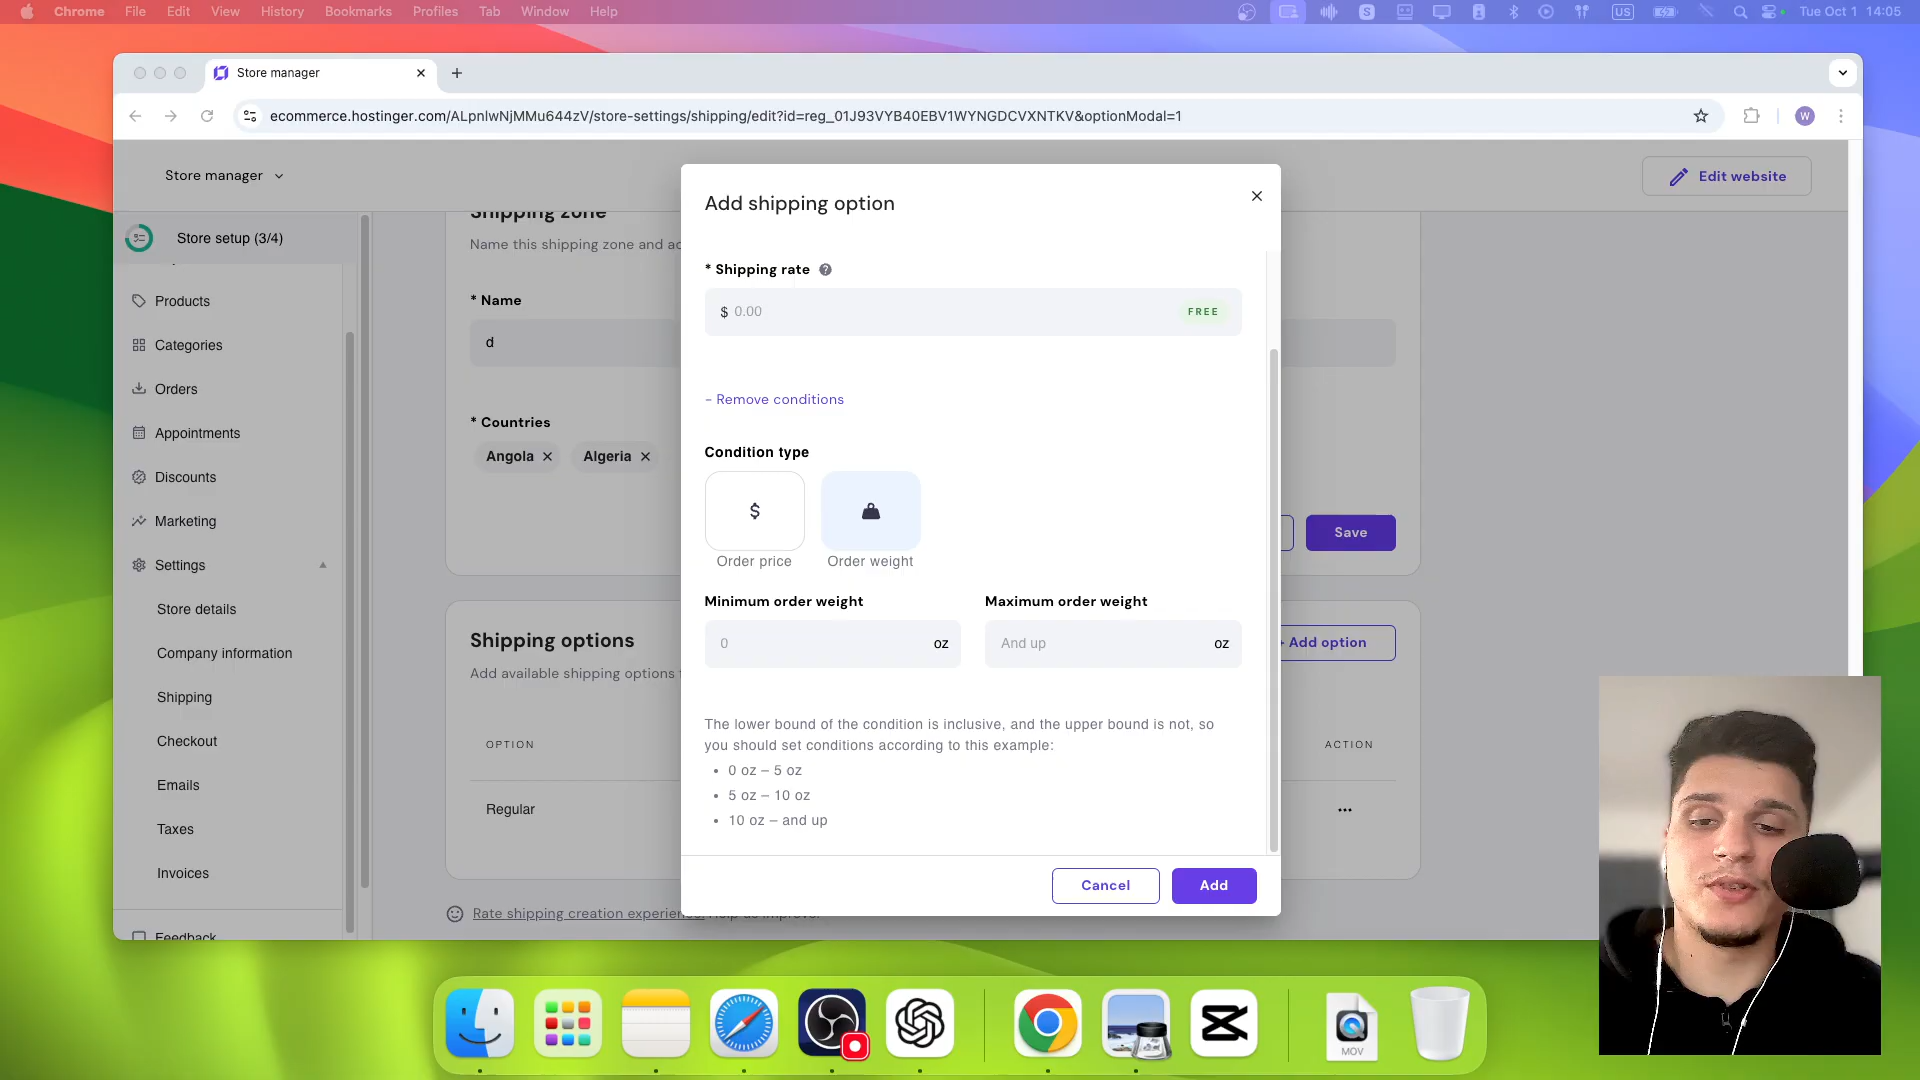 Chrome File Edit View History Bookmarks Profiles Tab Window Help
US
Tue Oct 1 14:05
Store manager
ecommerce.hostinger.com/ALpnlwNjMMu644zV/store-settings/shipping/edit?id=reg_01J93VYB40EBV1WYNGDCVXNTKV&optionModal=1
W
Store manager
Edit website
Store setup (3/4)
Products
Categories
Orders
Appointments
Discounts
Marketing
Settings
Store details
Company information
Shipping
Checkout
Emails
Taxes
Invoices
Feedback
Shipping zone
Name this shipping zone and
* Name
d
* Countries
Angola
Algeria
Save
Shipping options
Add option
Add available shipping options
OPTION
ACTION
Regular
Rate shipping creation experience.
Add shipping option
* Shipping rate
$ 0.00
FREE
- Remove conditions
Condition type
$
Order price
Order weight
Minimum order weight
Maximum order weight
0 oz
And up oz
The lower bound of the condition is inclusive, and the upper bound is not, so
you should set conditions according to this example:
• 0 oz – 5 oz
• 5 oz – 10 oz
• 10 oz – and up
Cancel
Add
MOV